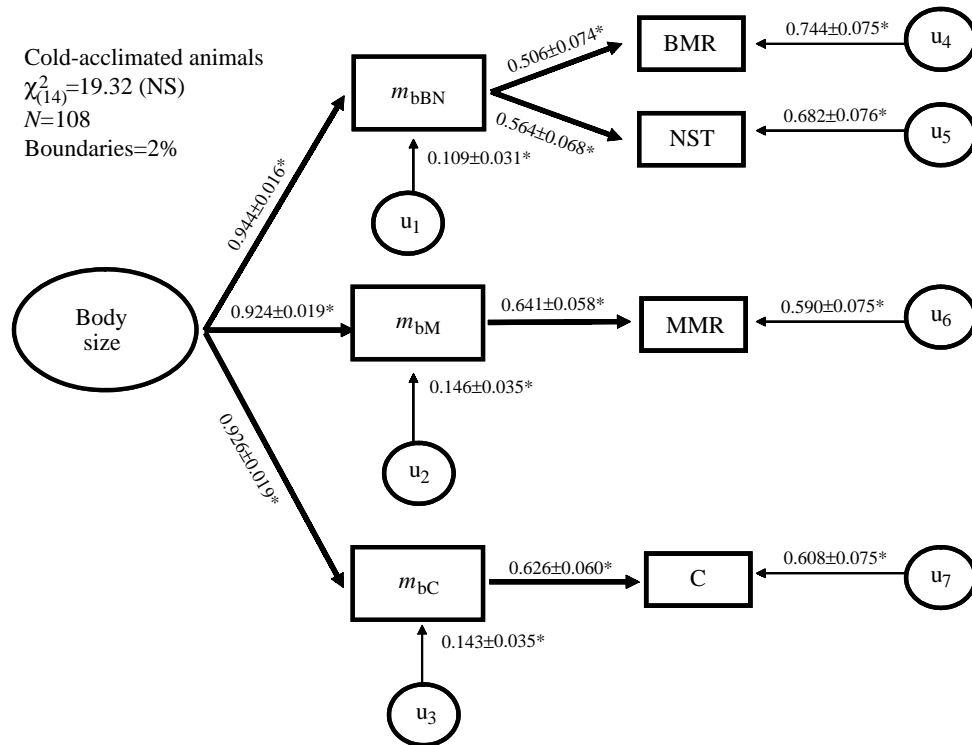 Cold-acclimated animals
χ²₍₁₄₎=19.32 (NS)
N=108
Boundaries=2%
Body
size
0.944±0.016*
0.924±0.019*
0.926±0.019*
m_bBN
0.109±0.031*
u₁
0.506±0.074*
0.564±0.068*
BMR
0.744±0.075*
u₄
NST
0.682±0.076*
u₅
m_bM
0.146±0.035*
u₂
0.641±0.058*
MMR
0.590±0.075*
u₆
m_bC
0.143±0.035*
u₃
0.626±0.060*
C
0.608±0.075*
u₇